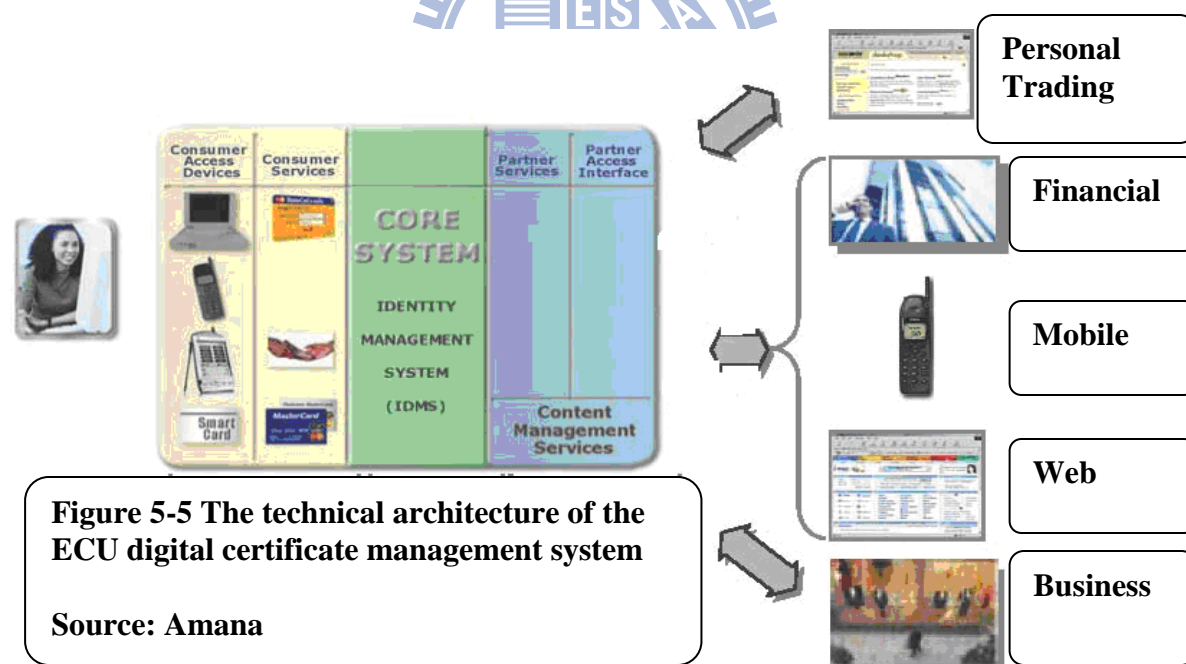 ES A
Personal
Trading
Consumer
Access
Devices
Consumer
Services
Partner
Services
Partner
Access
Interface
CORE
SYSTEM
IDENTITY
MANAGEMENT
SYSTEM
(IDMS)
Smart
Card
MasterCard
Content
Management
Services
Financial
Mobile
Web
Business
Figure 5-5 The technical architecture of the
ECU digital certificate management system
Source: Amana